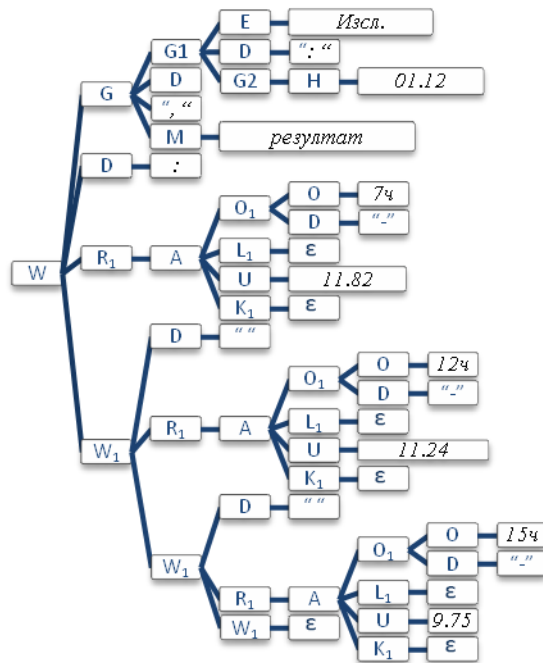 E Изсл.
G1 D ": “
G G2 H 01.12
D
", “
M резултат
D :
O 7ч
O1 D "-"
L1 ε
W R1 A U 11.82
K1 ε
D " "
O 12ч
O1 D "-"
L1 ε
W1 R1 A U 11.24
K1 ε
D " "
O 15ч
O1 D "-"
W1 L1 ε
R1 A U 9.75
W1 ε K1 ε